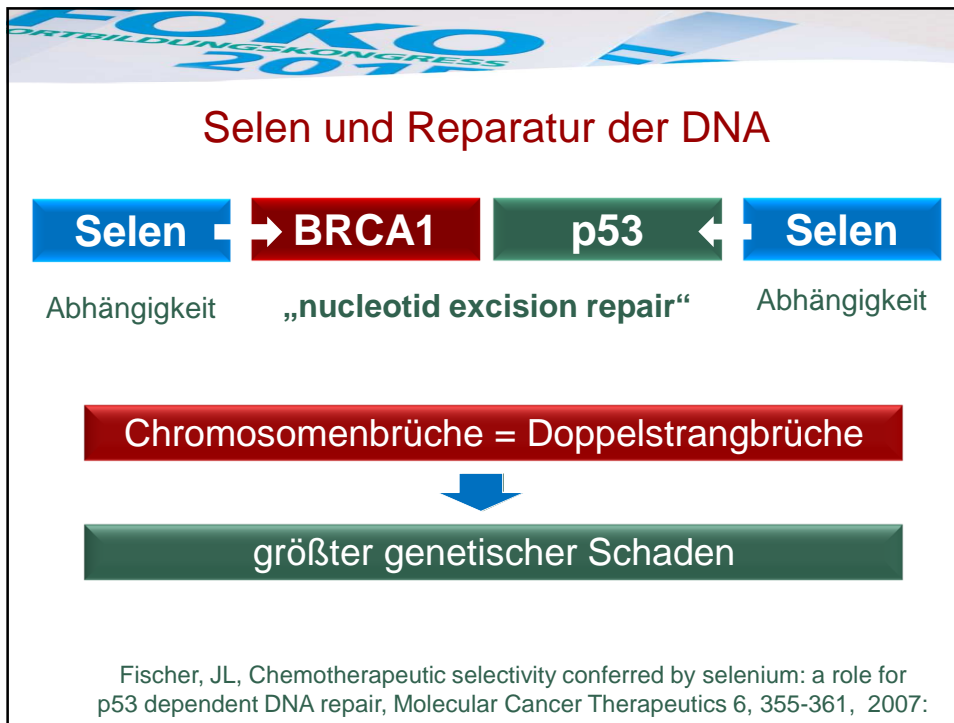 FOKO
ORTBILDUNGSKONGRESS
Selen und Reparatur der DNA
Selen BRCA1 p53 Selen
Abhängigkeit „nucleotid excision repair“ Abhängigkeit
Chromosomenbrüche = Doppelstrangbrüche
größter genetischer Schaden
Fischer, JL, Chemotherapeutic selectivity conferred by selenium: a role for
p53 dependent DNA repair, Molecular Cancer Therapeutics 6, 355-361, 2007: